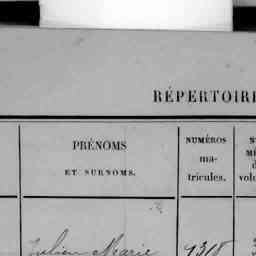 RÉPERTOIRE
PRÉNOMS
ET SURNOMS.
NUMÉROS
ma-
tricules.
Julien Marie